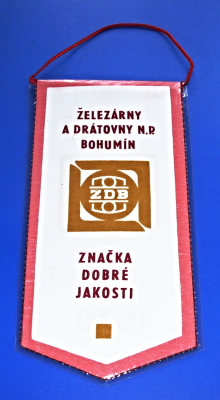 ŽELEZÁRNY
A DRÁTOVNY N.P.
BOHUMÍN
ŽDB
ZNAČKA
DOBRÉ
JAKOSTI